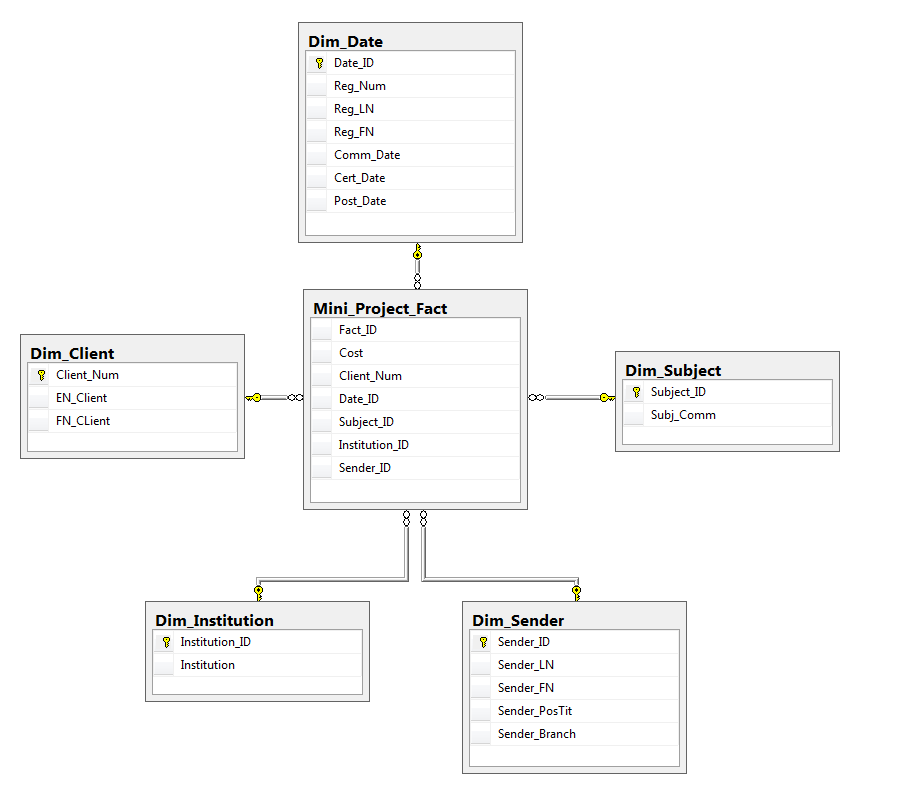 Dim_Date
Date_ID
Reg_Num
Reg_LN
Reg_FN
Comm_Date
Cert_Date
Post_Date
Mini_Project_Fact
Fact_ID
Cost
Client_Num
Date_ID
Subject_ID
Institution_ID
Sender_ID
Dim_Client
Client_Num
EN_Client
FN_CLient
Dim_Subject
Subject_ID
Subj_Comm
Dim_Institution
Institution_ID
Institution
Dim_Sender
Sender_ID
Sender_LN
Sender_FN
Sender_PosTit
Sender_Branch